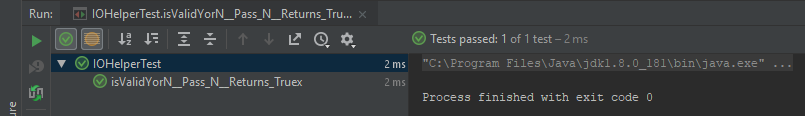 Run:
IOHelperTest.isValidYorN__Pass_N__Returns_Tru...
Tests passed: 1 of 1 test – 2 ms
IOHelperTest 2 ms
isValidYorN__Pass_N__Returns_Truex 2 ms
"C:\Program Files\Java\jdk1.8.0_181\bin\java.exe" ...
Process finished with exit code 0
ure